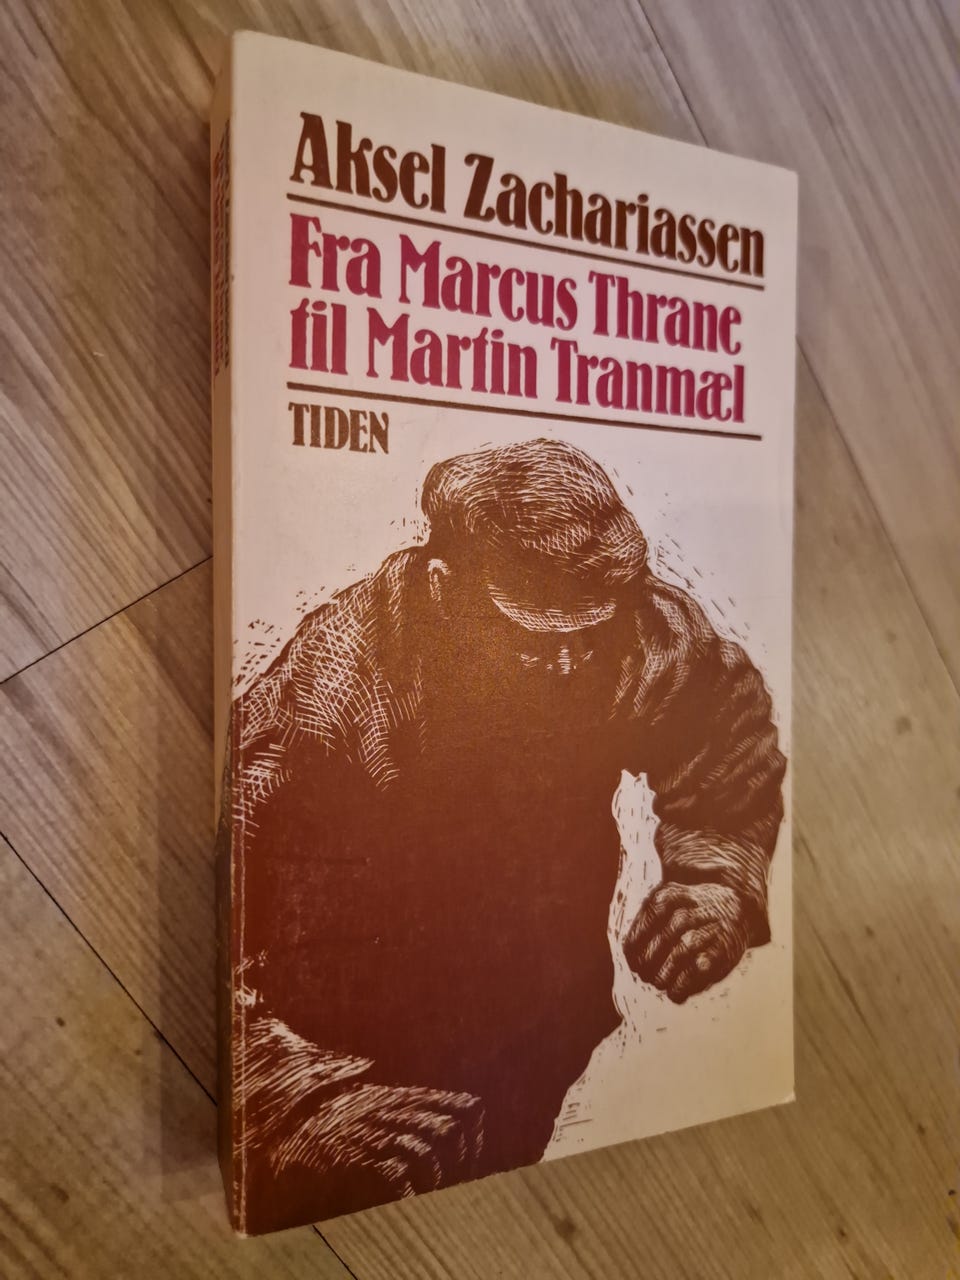 Aksel Zachariassen
Fra Marcus Thrane
til Martin Tranmæl
TIDEN